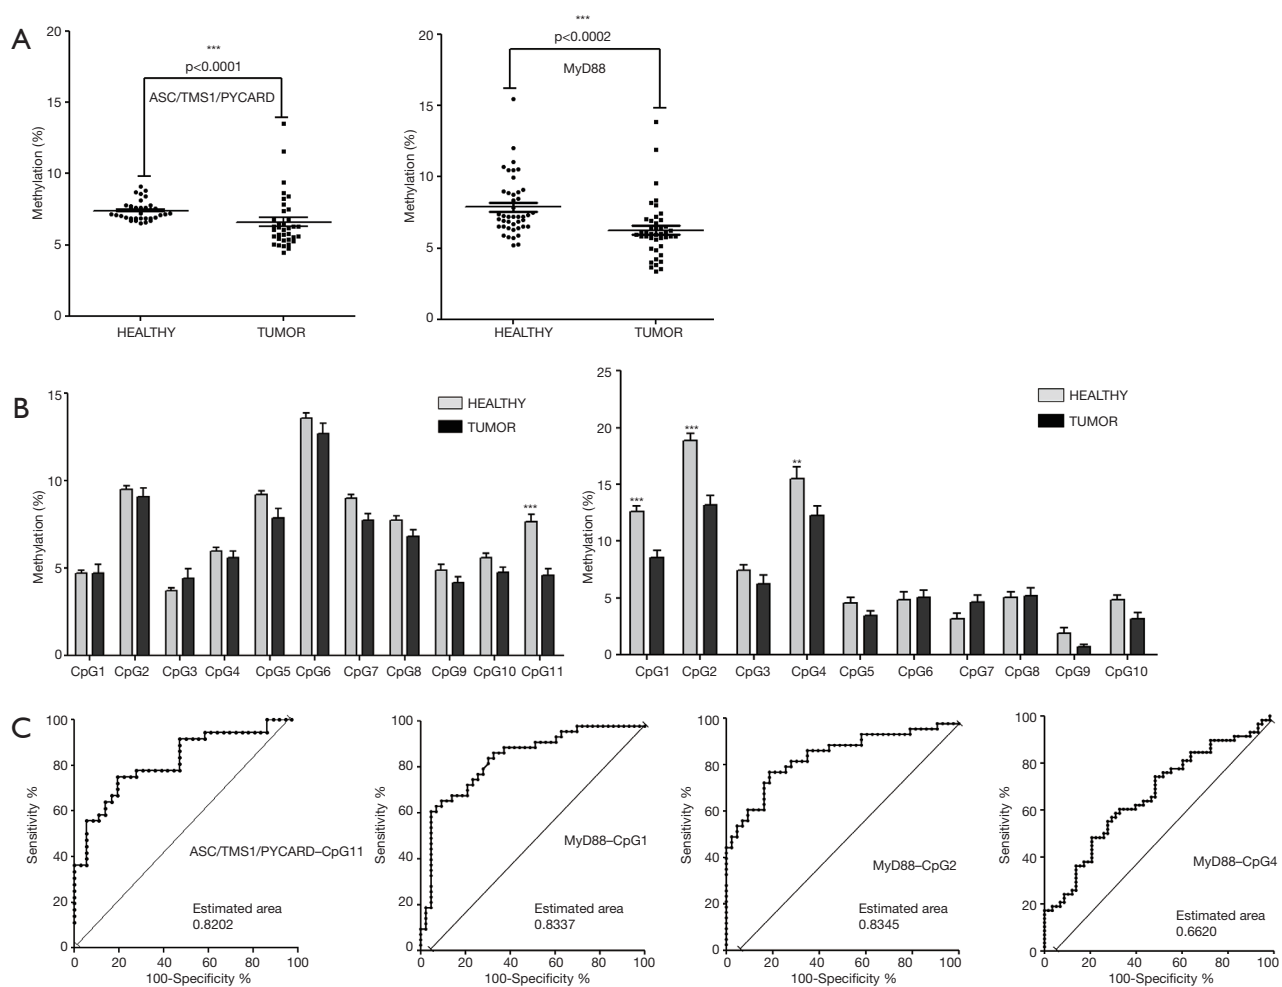 A
20
15
10
5
0
Methylation (%)
***
p<0.0001
ASC/TMS1/PYCARD
HEALTHY TUMOR
20
15
10
5
0
Methylation (%)
***
p<0.0002
MyD88
HEALTHY TUMOR
B
15
10
5
0
Methylation (%)
HEALTHY
TUMOR
***
CpG1 CpG2 CpG3 CpG4 CpG5 CpG6 CpG7 CpG8 CpG9 CpG10 CpG11
25
20
15
10
5
0
Methylation (%)
HEALTHY
TUMOR
***
***
**
CpG1 CpG2 CpG3 CpG4 CpG5 CpG6 CpG7 CpG8 CpG9 CpG10
C
100
80
60
40
20
0
Sensitivity %
ASC/TMS1/PYCARD–CpG11
Estimated area
0.8202
0 20 40 60 80 100
100-Specificity %
100
80
60
40
20
0
Sensitivity %
MyD88–CpG1
Estimated area
0.8337
0 20 40 60 80 100
100-Specificity %
100
80
60
40
20
0
Sensitivity %
MyD88–CpG2
Estimated area
0.8345
0 20 40 60 80 100
100-Specificity %
100
80
60
40
20
0
Sensitivity %
MyD88–CpG4
Estimated area
0.6620
0 20 40 60 80 100
100-Specificity %